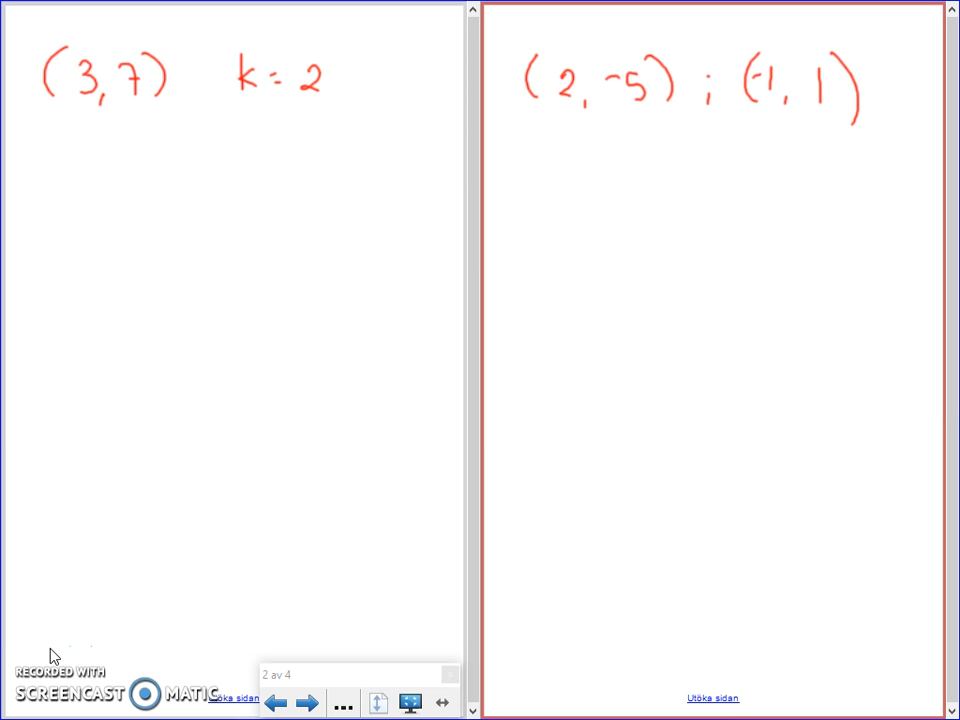 (3,7) k = 2
(2, -5) ; (-1, 1)
RECORDED WITH
SCREENCAST MATIC
Utöka sidan
2 av 4
...
Utöka sidan